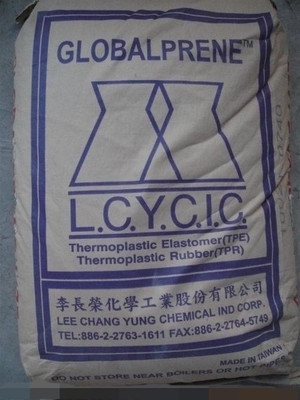 GLOBALPRENE™
L.C.Y.C.I.C.
Thermoplastic Elastomer(TPE)
Thermoplastic Rubber(TPR)
李長榮化學工業股份有限公司
LEE CHANG YUNG CHEMICAL IND CORP.
TEL:886-2-2763-1611 FAX:886-2-2764-5749
MADE IN TAIWAN
DO NOT STORE NEAR BOILERS OR HOT